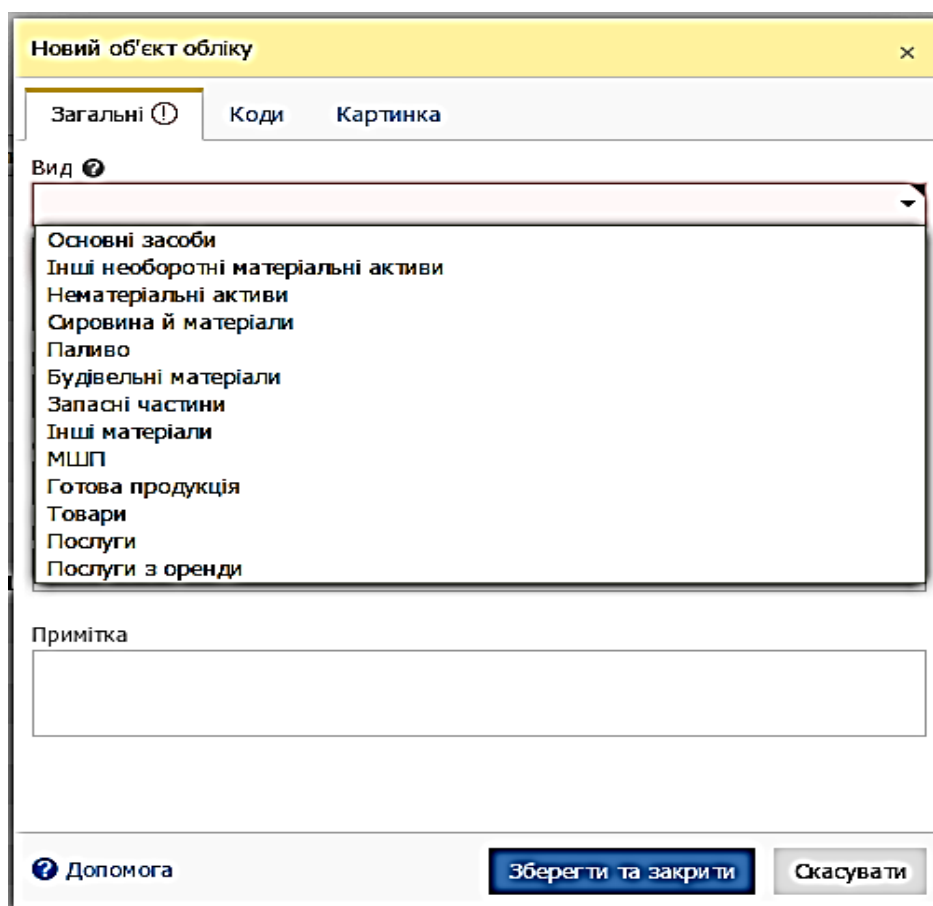 Новий об'єкт обліку ×
Загальні Коди Картинка
Вид
Основні засоби
Інші необоротні матеріальні активи
Нематеріальні активи
Сировина й матеріали
Паливо
Будівельні матеріали
Запасні частини
Інші матеріали
МШП
Готова продукція
Товари
Послуги
Послуги з оренди
Примітка
Допомога Зберегти та закрити Скасувати